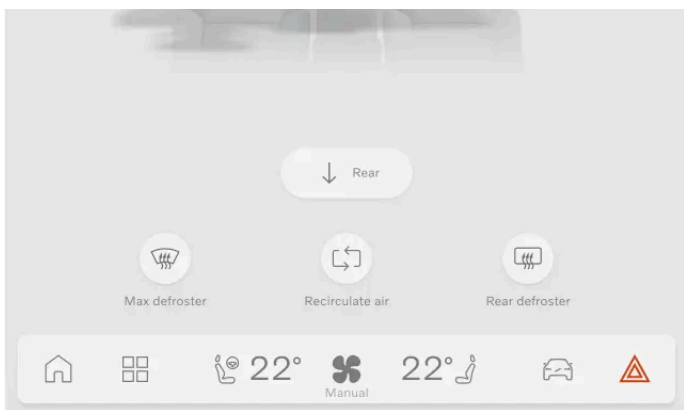 Rear
Max defroster
Recirculate air
Rear defroster
22°
22°
Manual